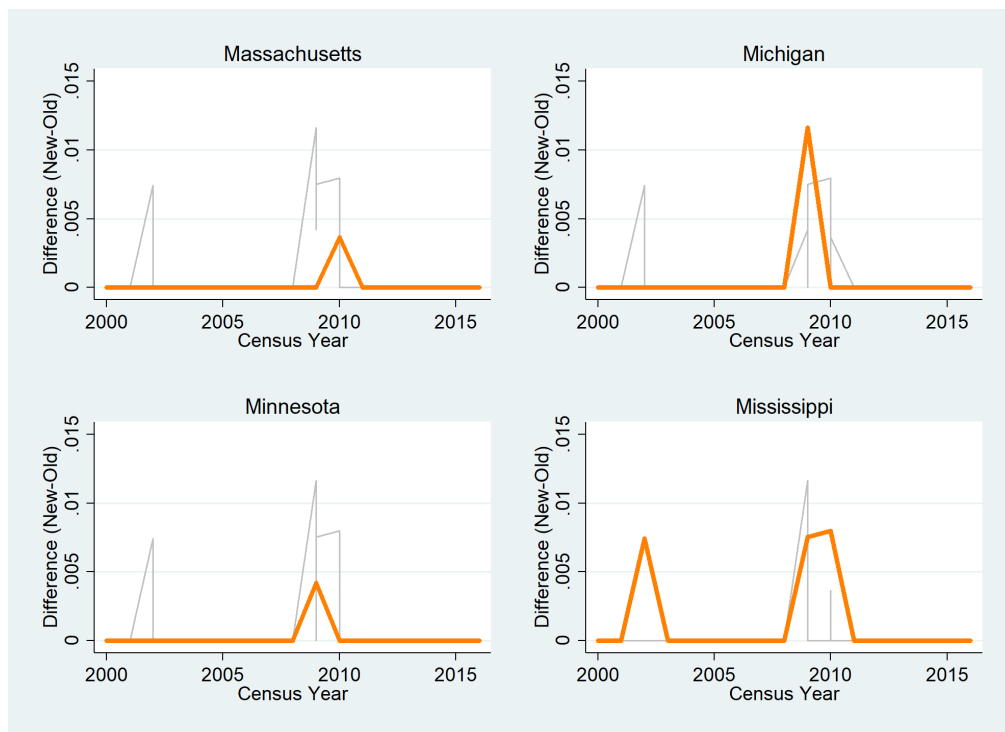 Massachusetts
Difference (New-Old)
.015
.01
.005
0
2000 2005 2010 2015
Census Year
Michigan
Difference (New-Old)
.015
.01
.005
0
2000 2005 2010 2015
Census Year
Minnesota
Difference (New-Old)
.015
.01
.005
0
2000 2005 2010 2015
Census Year
Mississippi
Difference (New-Old)
.015
.01
.005
0
2000 2005 2010 2015
Census Year